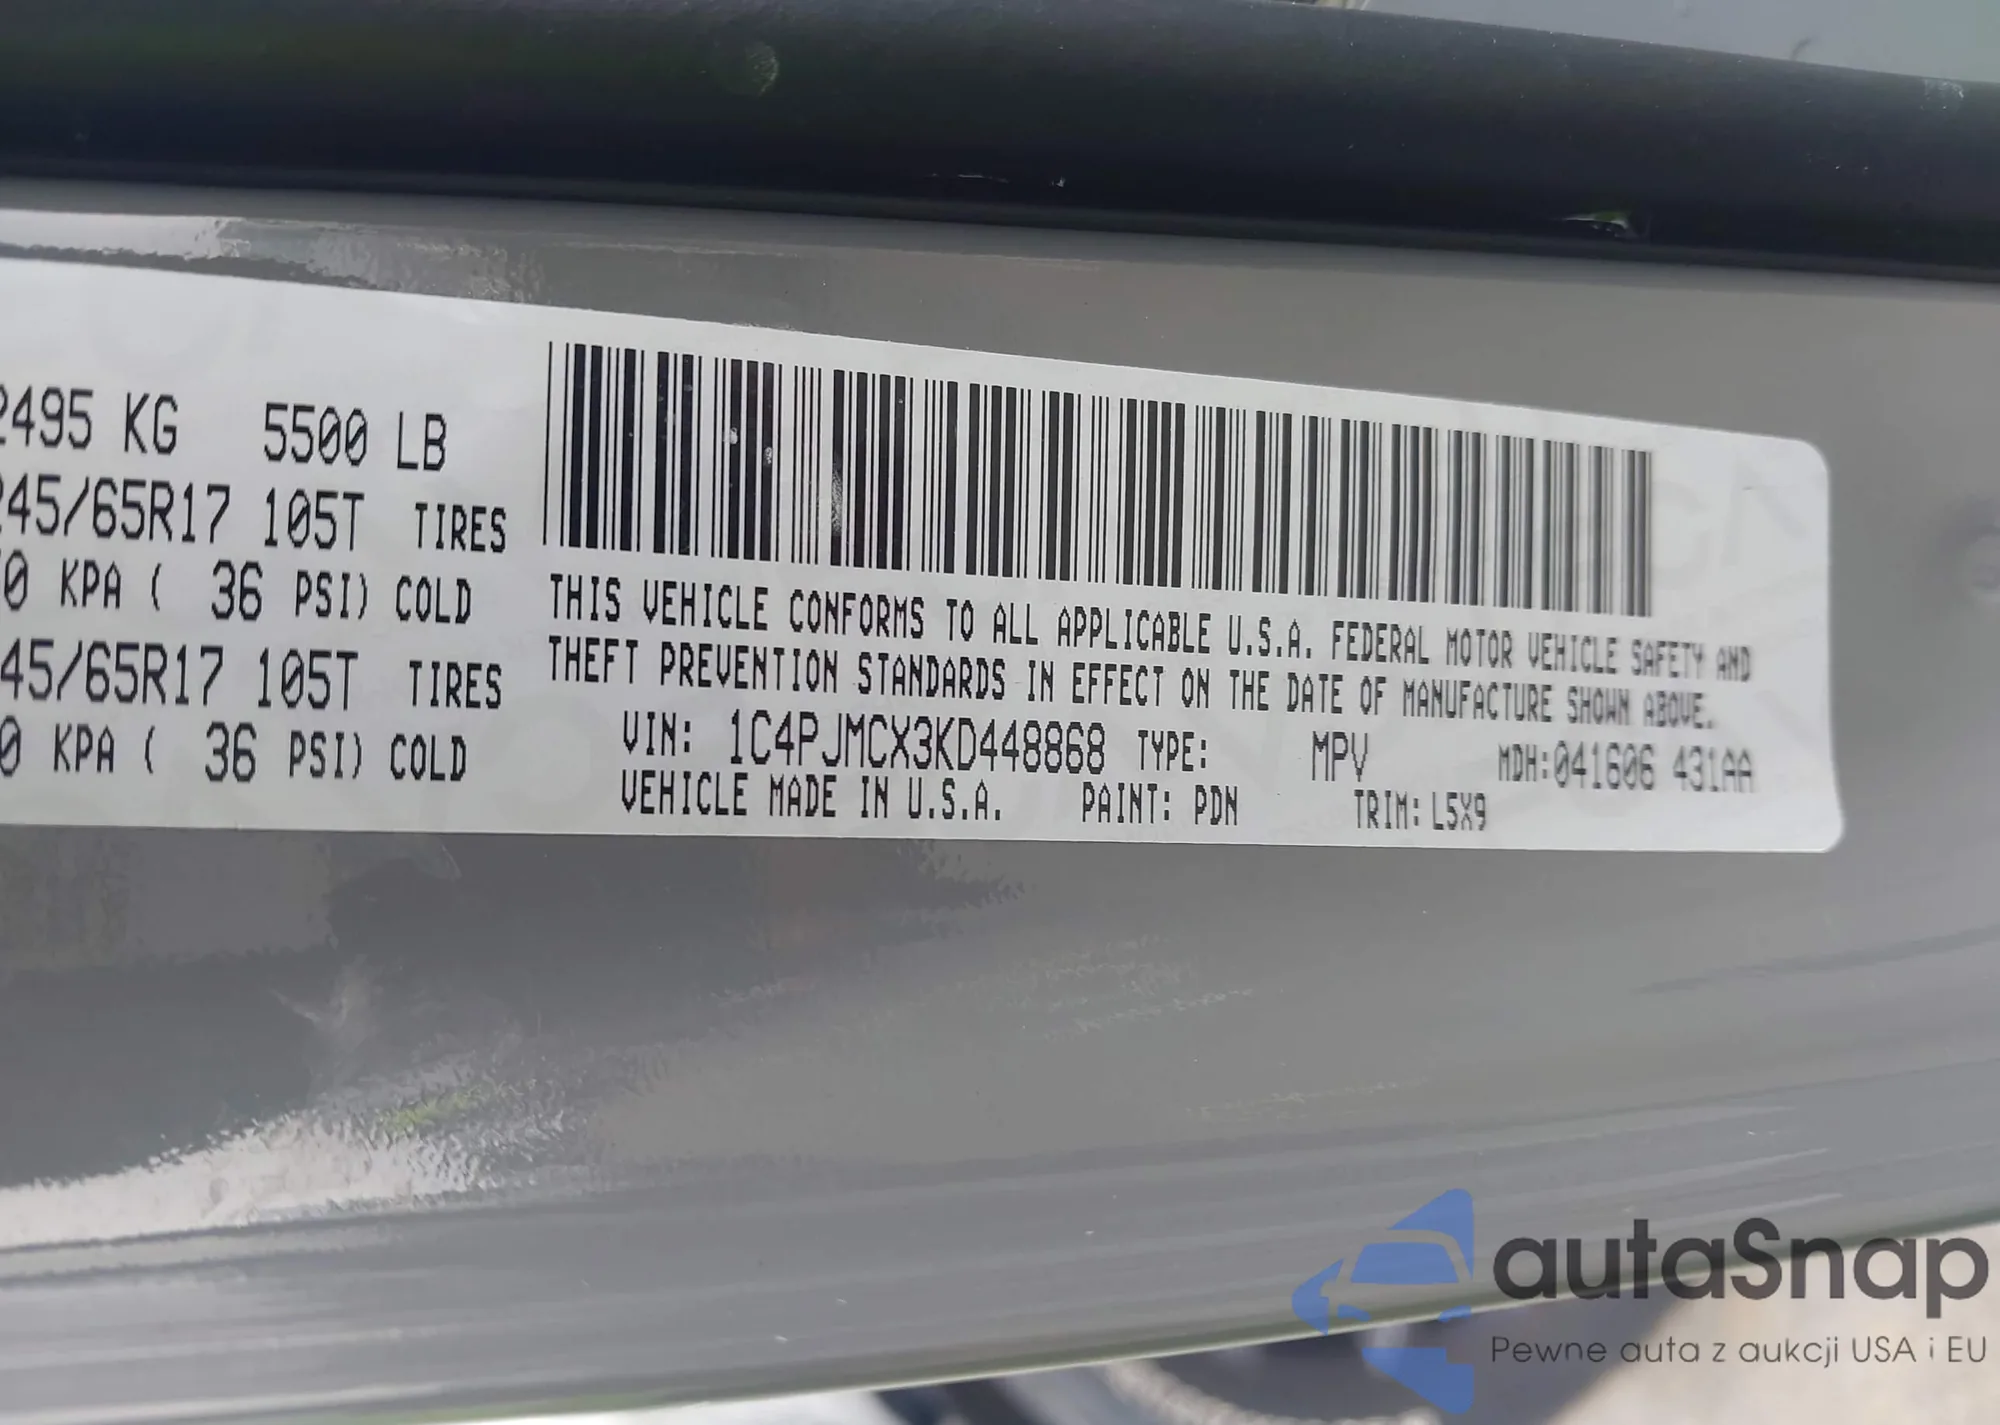 2495 KG 5500 LB
245/65R17 105T TIRES
0 KPA ( 36 PSI) COLD
45/65R17 105T TIRES
0 KPA ( 36 PSI) COLD
THIS VEHICLE CONFORMS TO ALL APPLICABLE U.S.A. FEDERAL MOTOR VEHICLE SAFETY AND
THEFT PREVENTION STANDARDS IN EFFECT ON THE DATE OF MANUFACTURE SHOWN ABOVE.
VIN: 1C4PJMCX3KD448868 TYPE: MPV MDH:041606 431AA
VEHICLE MADE IN U.S.A. PAINT: PDN TRIM: L5X9
autaSnap
Pewne auta z aukcji USA i EU